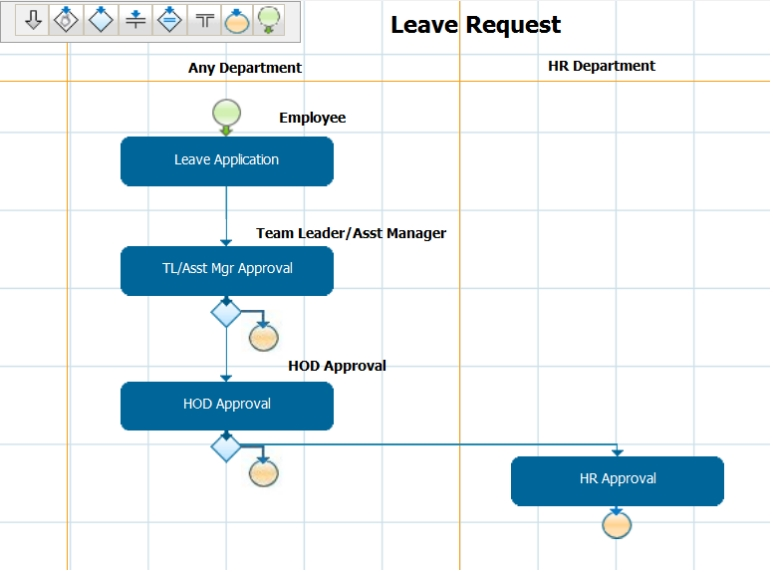 Leave Request
Any Department
HR Department
Employee
Leave Application
Team Leader/Asst Manager
TL/Asst Mgr Approval
HOD Approval
HOD Approval
HR Approval